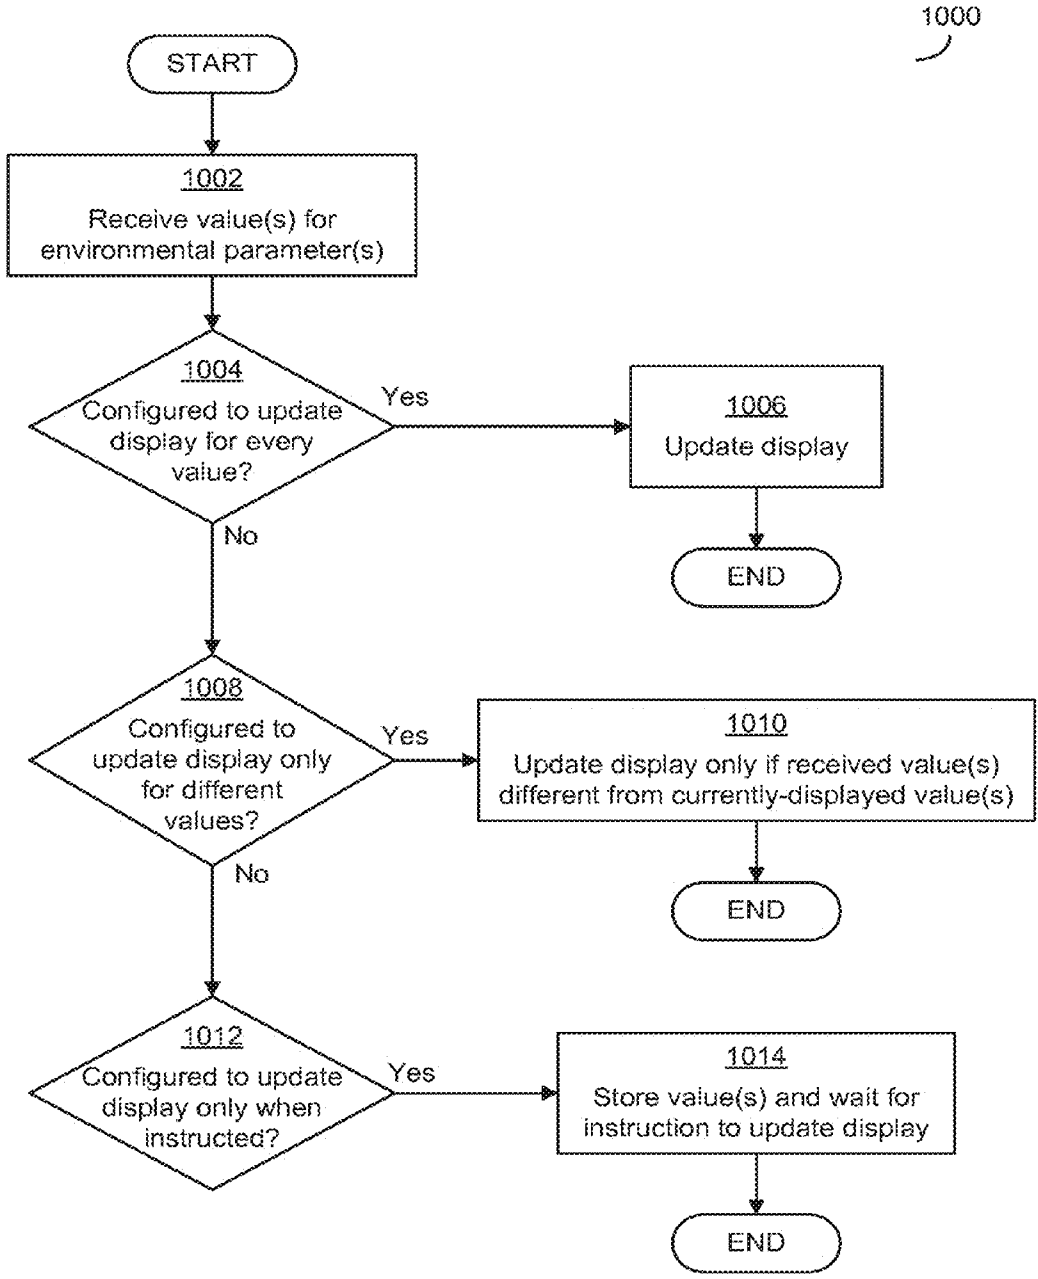 1000
START
1002
Receive value(s) for
environmental parameter(s)
1004
Configured to update
display for every
value?
Yes
1006
Update display
No
END
1008
Configured to
update display only
for different
values?
Yes
1010
Update display only if received value(s)
different from currently-displayed value(s)
No
END
1012
Configured to update
display only when
instructed?
Yes
1014
Store value(s) and wait for
instruction to update display
END